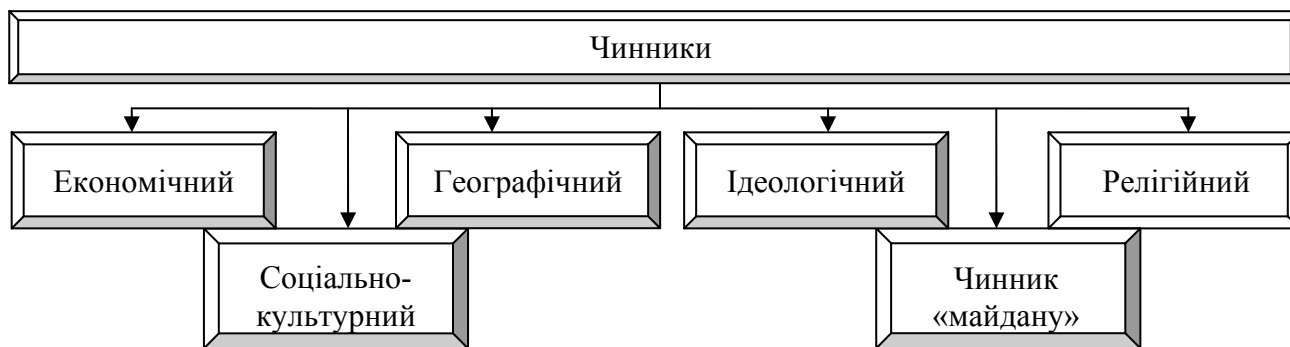 Чинники
Економічний
Географічний
Ідеологічний
Релігійний
Соціально-
культурний
Чинник
«майдану»